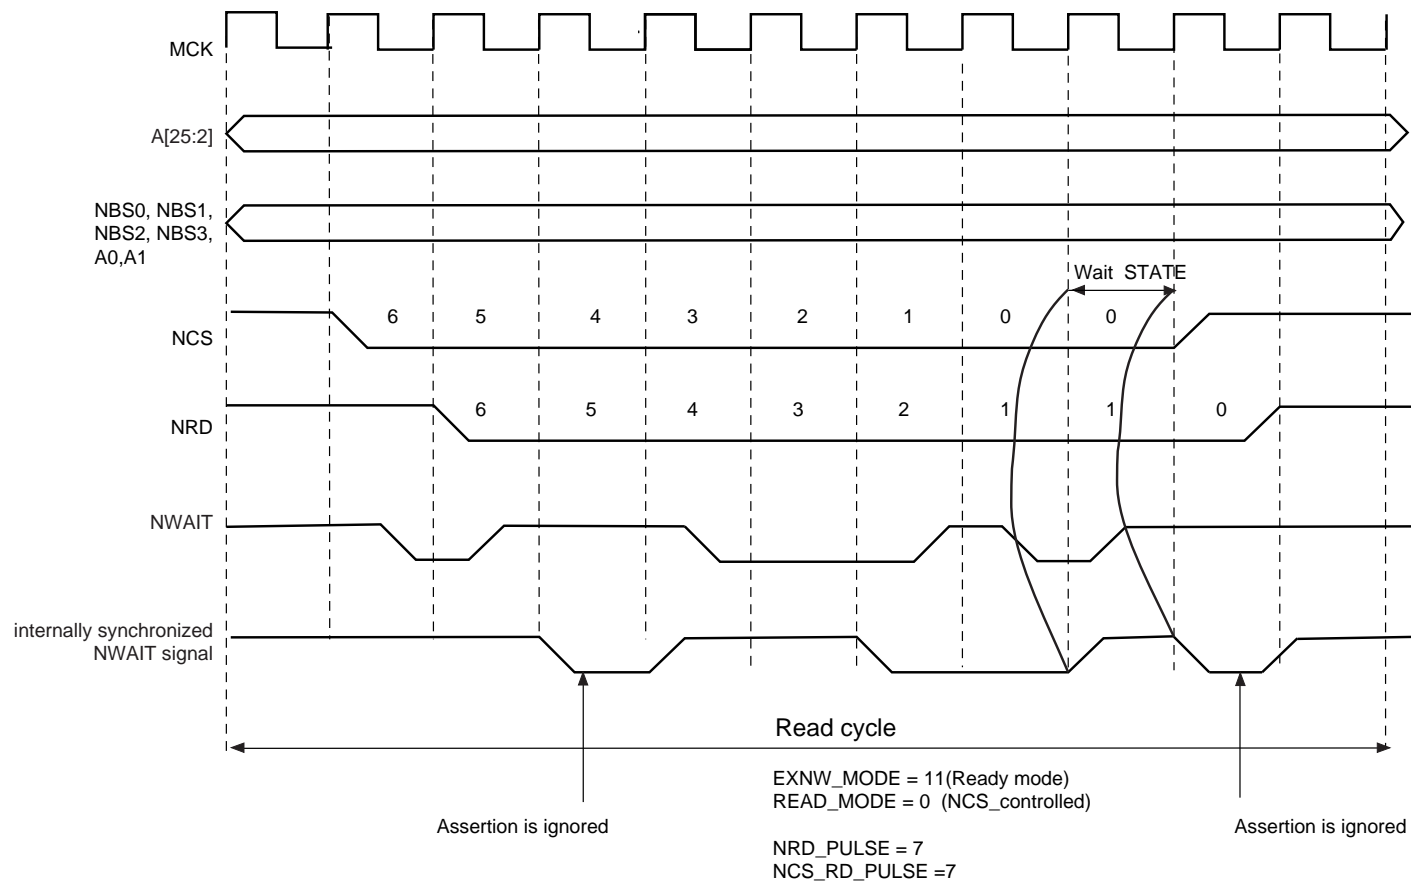 MCK
A[25:2]
NBS0, NBS1,
NBS2, NBS3,
A0,A1
Wait STATE
NCS
6 5 4 3 2 1 0 0
NRD
6 5 4 3 2 1 1 0
NWAIT
internally synchronized
NWAIT signal
Read cycle
EXNW_MODE = 11(Ready mode)
READ_MODE = 0 (NCS_controlled)
Assertion is ignored
Assertion is ignored
NRD_PULSE = 7
NCS_RD_PULSE =7